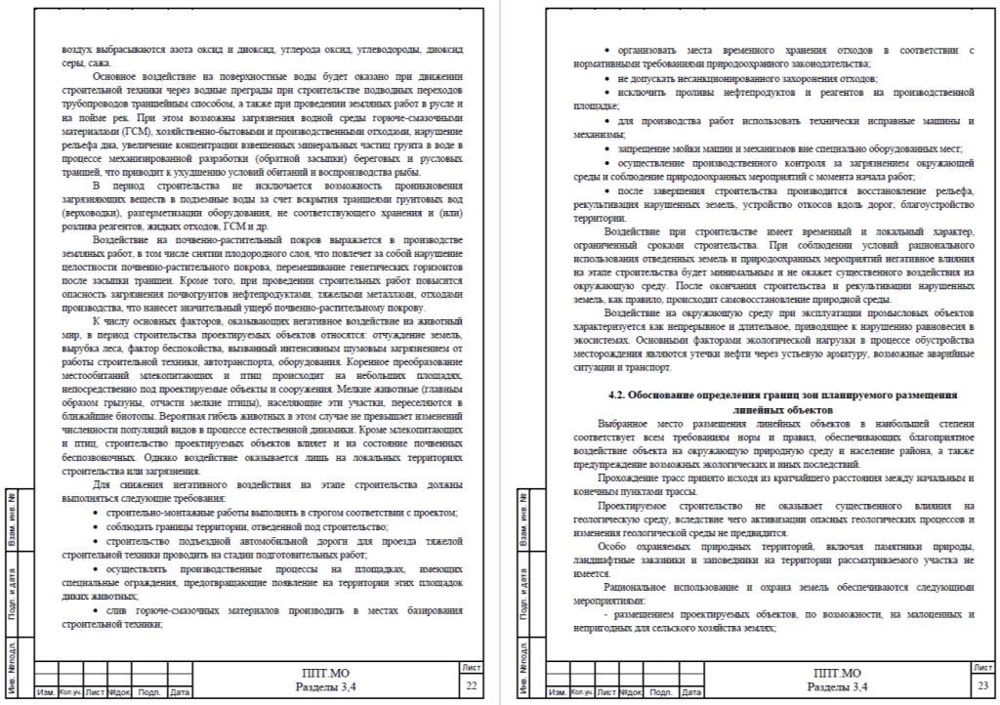 воздух выбрасываются азота оксид и диоксид, углерода оксид, углеводороды, диоксид
серы, сажа.
Основное воздействие на поверхностные воды будет оказано при движении
строительной техники через водные преграды при строительстве подводных переходов
трубопроводов траншейным способом, а также при проведении земляных работ в русле и
на пойме рек. При этом возможны загрязнения водной среды горюче-смазочными
материалами (ГСМ), хозяйственно-бытовыми и производственными отходами, нарушение
рельефа дна, увеличение концентрации взвешенных минеральных частиц грунта в воде в
процессе механизированной разработки (обратной засыпки) береговых и русловых
траншей, что приводит к ухудшению условий обитаний и воспроизводства рыбы.
В период строительства не исключается возможность проникновения
загрязняющих веществ в подземные воды за счет вскрытия траншеями грунтовых вод
(верховодки), разгерметизации оборудования, не соответствующего хранения и (или)
розлива реагентов, жидких отходов, ГСМ и др.
Воздействие на почвенно-растительный покров выражается в производстве
земляных работ, в том числе снятии плодородного слоя, что повлечет за собой нарушение
целостности почвенно-растительного покрова, перемешивание генетических горизонтов
после засыпки траншеи. Кроме того, при проведении строительных работ повысится
опасность загрязнения почвогрунтов нефтепродуктами, тяжелыми металлами, отходами
производства, что нанесет значительный ущерб почвенно-растительному покрову.
К числу основных факторов, оказывающих негативное воздействие на животный
мир, в период строительства проектируемых объектов относятся: отчуждение земель,
вырубка леса, фактор беспокойства, вызванный интенсивным шумовым загрязнением от
работы строительной техники, автотранспорта, оборудования. Коренное преобразование
местообитаний млекопитающих и птиц происходит на небольших площадях,
непосредственно под проектируемые объекты и сооружения. Мелкие животные (главным
образом грызуны, отчасти мелкие птицы), населяющие эти участки, переселяются в
ближайшие биотопы. Вероятная гибель животных в этом случае не превышает изменений
численности популяций видов в процессе естественной динамики. Кроме млекопитающих
и птиц, строительство проектируемых объектов влияет и на состояние почвенных
беспозвоночных. Однако воздействие оказывается лишь на локальных территориях
строительства или загрязнения.
Для снижения негативного воздействия на этапе строительства должны
выполняться следующие требования:
• строительно-монтажные работы выполнять в строгом соответствии с проектом;
• соблюдать границы территории, отведенной под строительство;
• строительство подъездной автомобильной дороги для проезда тяжелой
строительной техники проводить на стадии подготовительных работ;
• осуществлять производственные процессы на площадках, имеющих
специальные ограждения, предотвращающие появление на территории этих площадок
диких животных;
• слив горюче-смазочных материалов производить в местах базирования
строительной техники;
Взам. инв. №
Подп. и дата
Инв. №подл.
Изм. Кол.уч. Лист №док. Подп. Дата
ППТ.МО
Разделы 3,4
Лист
22
• организовать места временного хранения отходов в соответствии с
нормативными требованиями природоохранного законодательства;
• не допускать несанкционированного захоронения отходов;
• исключить проливы нефтепродуктов и реагентов на производственной
площадке;
• для производства работ использовать технически исправные машины и
механизмы;
• запрещение мойки машин и механизмов вне специально оборудованных мест;
• осуществление производственного контроля за загрязнением окружающей
среды и соблюдение природоохранных мероприятий с момента начала работ;
• после завершения строительства производится восстановление рельефа,
рекультивация нарушенных земель, устройство откосов вдоль дорог, благоустройство
территории.
Воздействие при строительстве имеет временный и локальный характер,
ограниченный сроками строительства. При соблюдении условий рационального
использования отведенных земель и природоохранных мероприятий негативное влияния
на этапе строительства будет минимальным и не окажет существенного воздействия на
окружающую среду. После окончания строительства и рекультивации нарушенных
земель, как правило, происходит самовосстановление природной среды.
Воздействие на окружающую среду при эксплуатации промысловых объектов
характеризуется как непрерывное и длительное, приводящее к нарушению равновесия в
экосистемах. Основными факторами экологической нагрузки в процессе обустройства
месторождения являются утечки нефти через устьевую арматуру, возможные аварийные
ситуации и транспорт.
4.2. Обоснование определения границ зон планируемого размещения
линейных объектов
Выбранное место размещения линейных объектов в наибольшей степени
соответствует всем требованиям норм и правил, обеспечивающих благоприятное
воздействие объекта на окружающую природную среду и население района, а также
предупреждение возможных экологических и иных последствий.
Прохождение трасс принято исходя из кратчайшего расстояния между начальным и
конечным пунктами трассы.
Проектируемое строительство не оказывает существенного влияния на
геологическую среду, вследствие чего активизации опасных геологических процессов и
изменения геологической среды не предвидится.
Особо охраняемых природных территорий, включая памятники природы,
ландшафтные заказники и заповедники на территории рассматриваемого участка не
имеется.
Рациональное использование и охрана земель обеспечиваются следующими
мероприятиями:
- размещением проектируемых объектов, по возможности, на малоценных и
непригодных для сельского хозяйства землях;
Взам. инв. №
Подп. и дата
Инв. №подл.
Изм. Кол.уч. Лист №док. Подп. Дата
ППТ.МО
Разделы 3,4
Лист
23